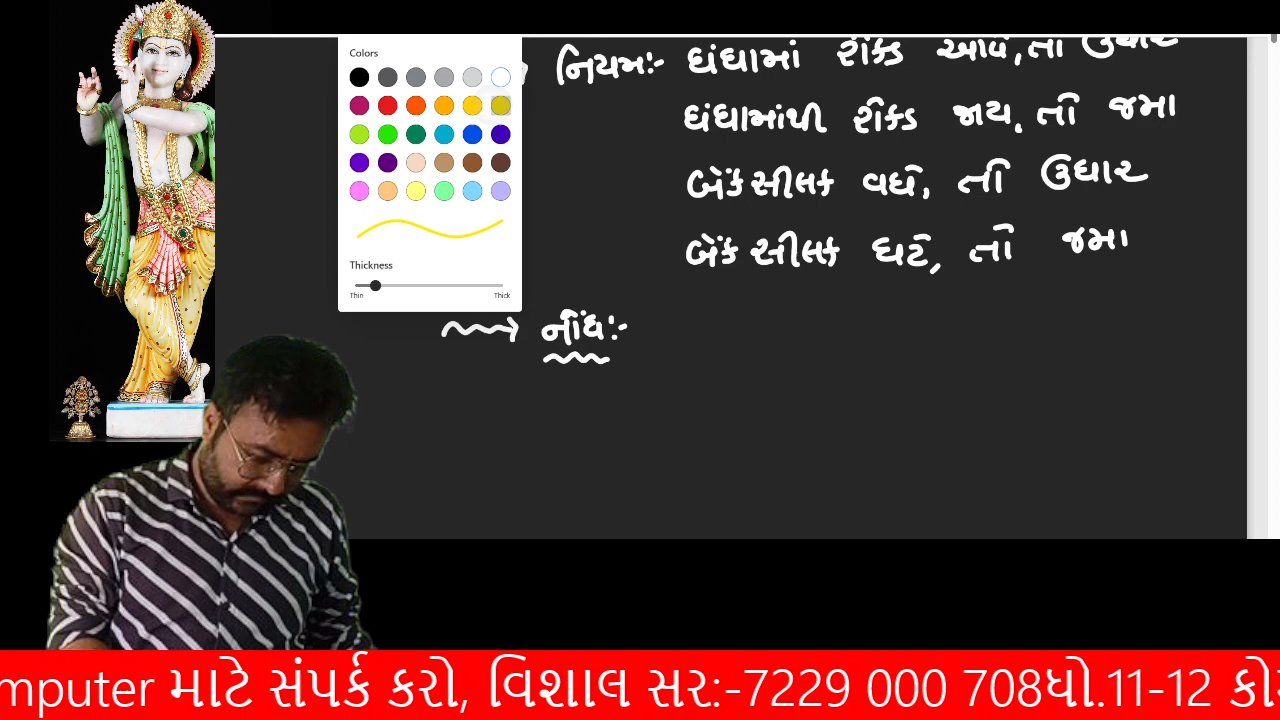 Colors
Thickness
Thin Thick
નિયમ:- ધંધામાં રોકડ આવે, તો ઉધાર
ધંધામાંથી રોકડ જાય, તો જમા
બેંક સીલક વધે, તો ઉધાર
બેંક સીલક ઘટે, તો જમા
નોંધ:-
mputer માટે સંપર્ક કરો, વિશાલ સર:-7229 000 708ધો.11-12 કો